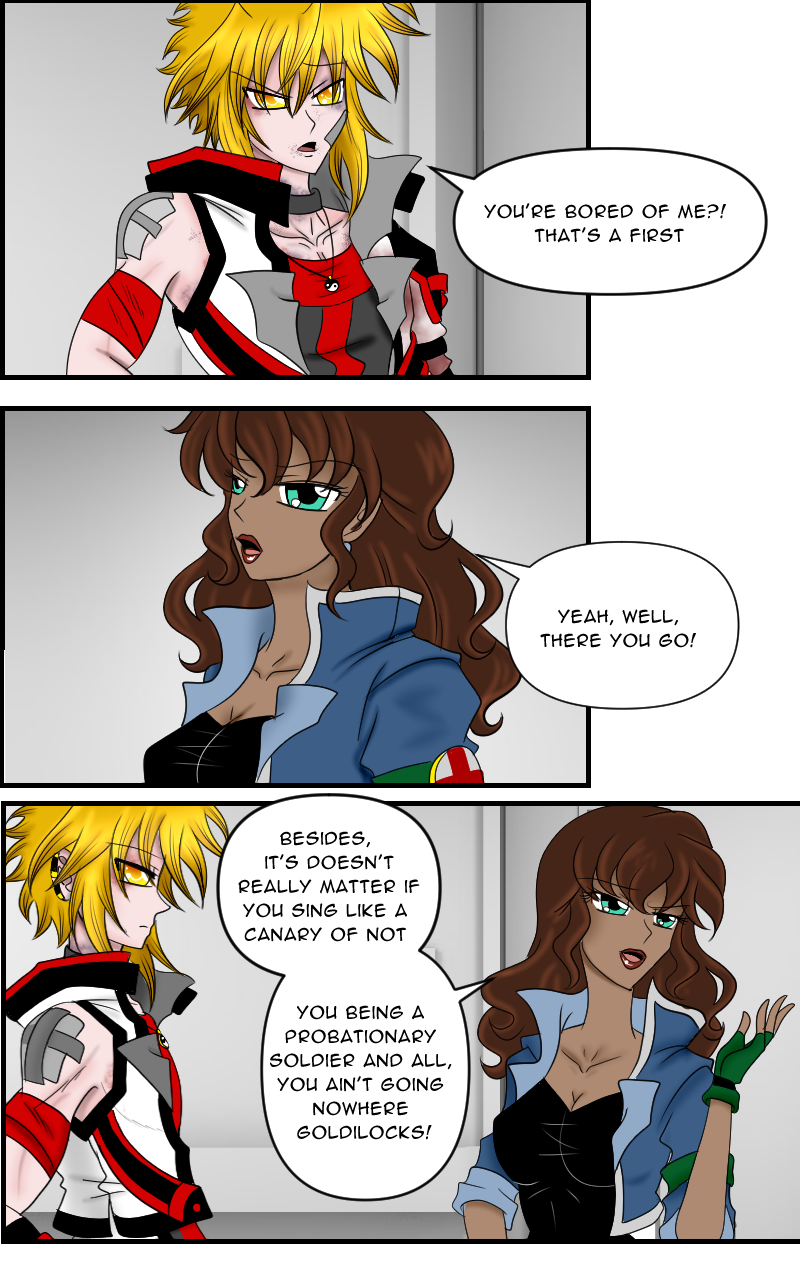 YOU'RE BORED OF ME?!
THAT'S A FIRST
YEAH, WELL,
THERE YOU GO!
BESIDES,
IT'S DOESN'T
REALLY MATTER IF
YOU SING LIKE A
CANARY OF NOT
YOU BEING A
PROBATIONARY
SOLDIER AND ALL,
YOU AIN'T GOING
NOWHERE
GOLDILOCKS!